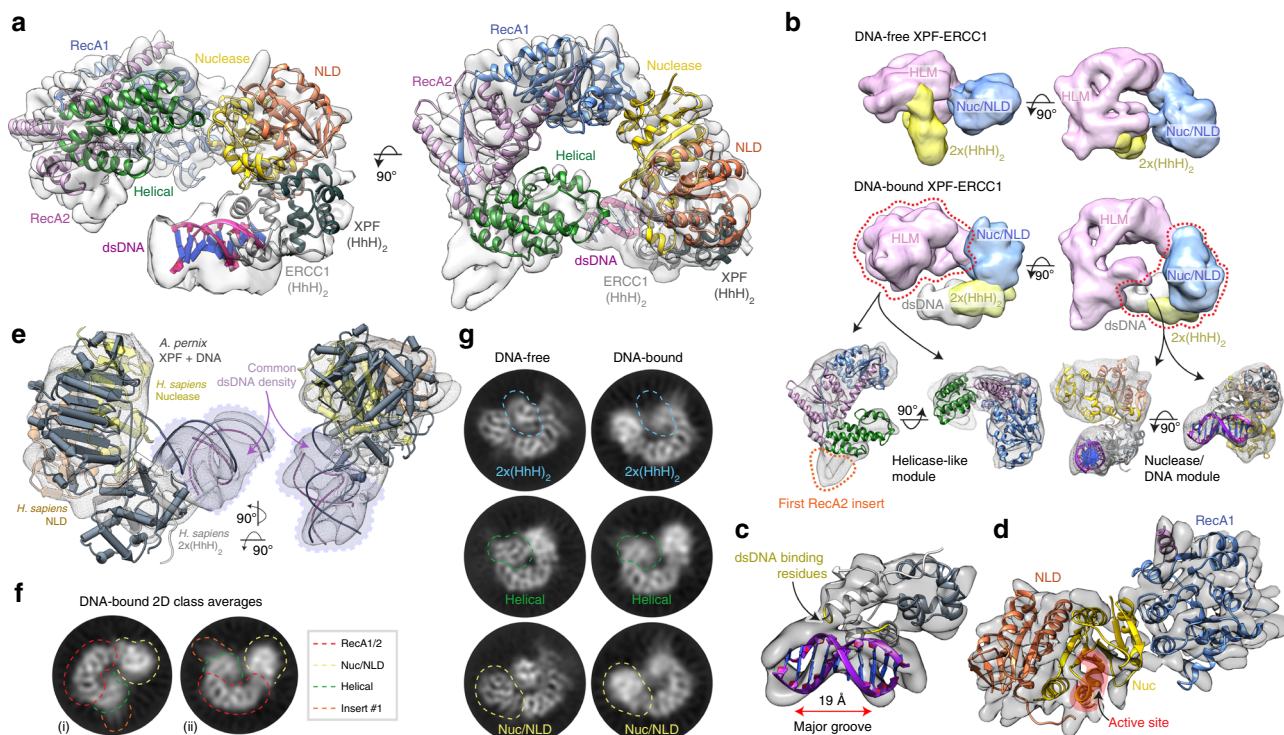 a
RecA1
Nuclease
NLD
RecA2
Helical
dsDNA
XPF
(HhH)2
ERCC1
(HhH)2
90°
RecA1
RecA2
Nuclease
NLD
Helical
dsDNA
ERCC1
(HhH)2
XPF
(HhH)2
b
DNA-free XPF-ERCC1
HLM
Nuc/NLD
2x(HhH)2
90°
HLM
Nuc/NLD
2x(HhH)2
DNA-bound XPF-ERCC1
HLM
Nuc/NLD
dsDNA
2x(HhH)2
90°
HLM
Nuc/NLD
dsDNA
2x(HhH)2
90°
Helicase-like
module
First RecA2 insert
90°
Nuclease/
DNA module
e
A. pernix
XPF + DNA
H. sapiens
Nuclease
Common
dsDNA density
H. sapiens
NLD
H. sapiens
2x(HhH)2
90°
90°
g
DNA-free
DNA-bound
2x(HhH)2
2x(HhH)2
Helical
Helical
Nuc/NLD
Nuc/NLD
f
DNA-bound 2D class averages
(i)
(ii)
RecA1/2
Nuc/NLD
Helical
Insert #1
c
dsDNA binding
residues
19 Å
Major groove
d
RecA1
NLD
Nuc
Active site